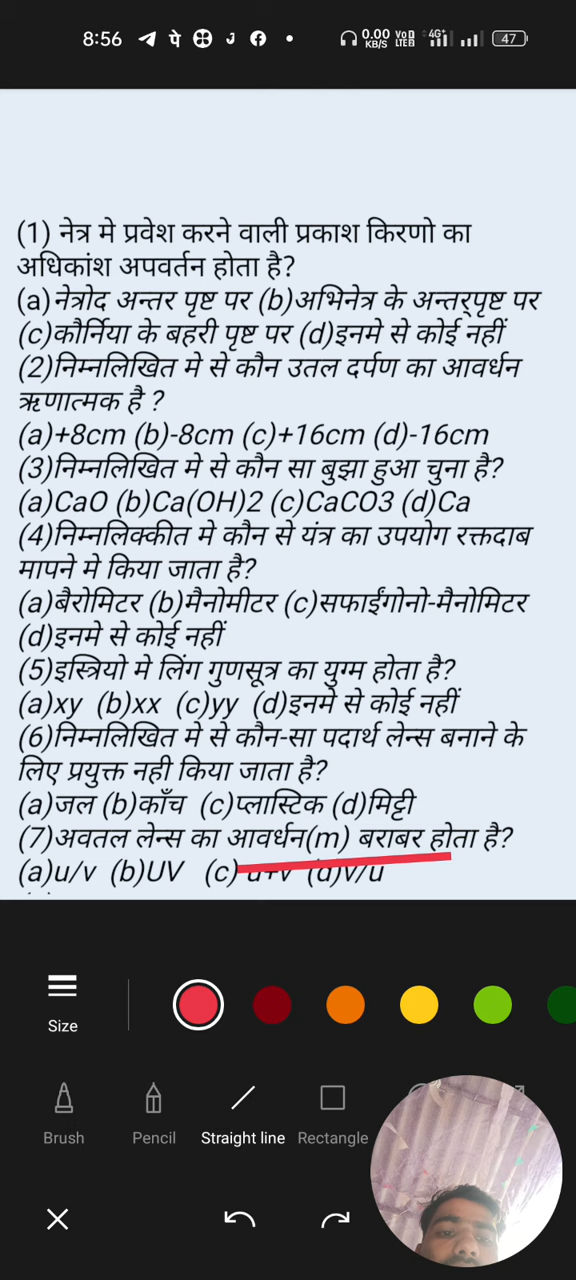 8:56 पे 0.00 KB/S Vo LTE 4G+ 47
(1) नेत्र मे प्रवेश करने वाली प्रकाश किरणो का
अधिकांश अपवर्तन होता है?
(a)नेत्रोद अन्तर पृष्ट पर (b)अभिनेत्र के अन्तर्पृष्ट पर
(c)कौर्निया के बहरी पृष्ट पर (d)इनमे से कोई नहीं
(2)निम्नलिखित मे से कौन उतल दर्पण का आवर्धन
ऋणात्मक है ?
(a)+8cm (b)-8cm (c)+16cm (d)-16cm
(3)निम्नलिखित मे से कौन सा बुझा हुआ चुना है?
(a)CaO (b)Ca(OH)2 (c)CaCO3 (d)Ca
(4)निम्नलिक्कीत मे कौन से यंत्र का उपयोग रक्तदाब
मापने मे किया जाता है?
(a)बैरोमिटर (b)मैनोमीटर (c)सफाईंगोनो-मैनोमिटर
(d)इनमे से कोई नहीं
(5)इस्त्रियो मे लिंग गुणसूत्र का युग्म होता है?
(a)xy (b)xx (c)yy (d)इनमे से कोई नहीं
(6)निम्नलिखित मे से कौन-सा पदार्थ लेन्स बनाने के
लिए प्रयुक्त नही किया जाता है?
(a)जल (b)काँच (c)प्लास्टिक (d)मिट्टी
(7)अवतल लेन्स का आवर्धन(m) बराबर होता है?
(a)u/v (b)UV (c) u+v (d)v/u
Size
Brush Pencil Straight line Rectangle